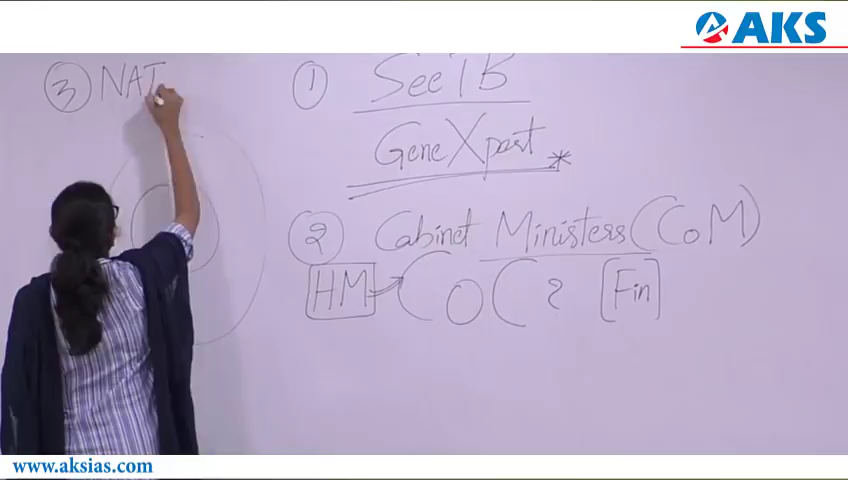 AKS
③ NAT
① See TB
GeneXpert *
② Cabinet Ministers (CoM)
HM COC ? [Fin]
www.aksias.com